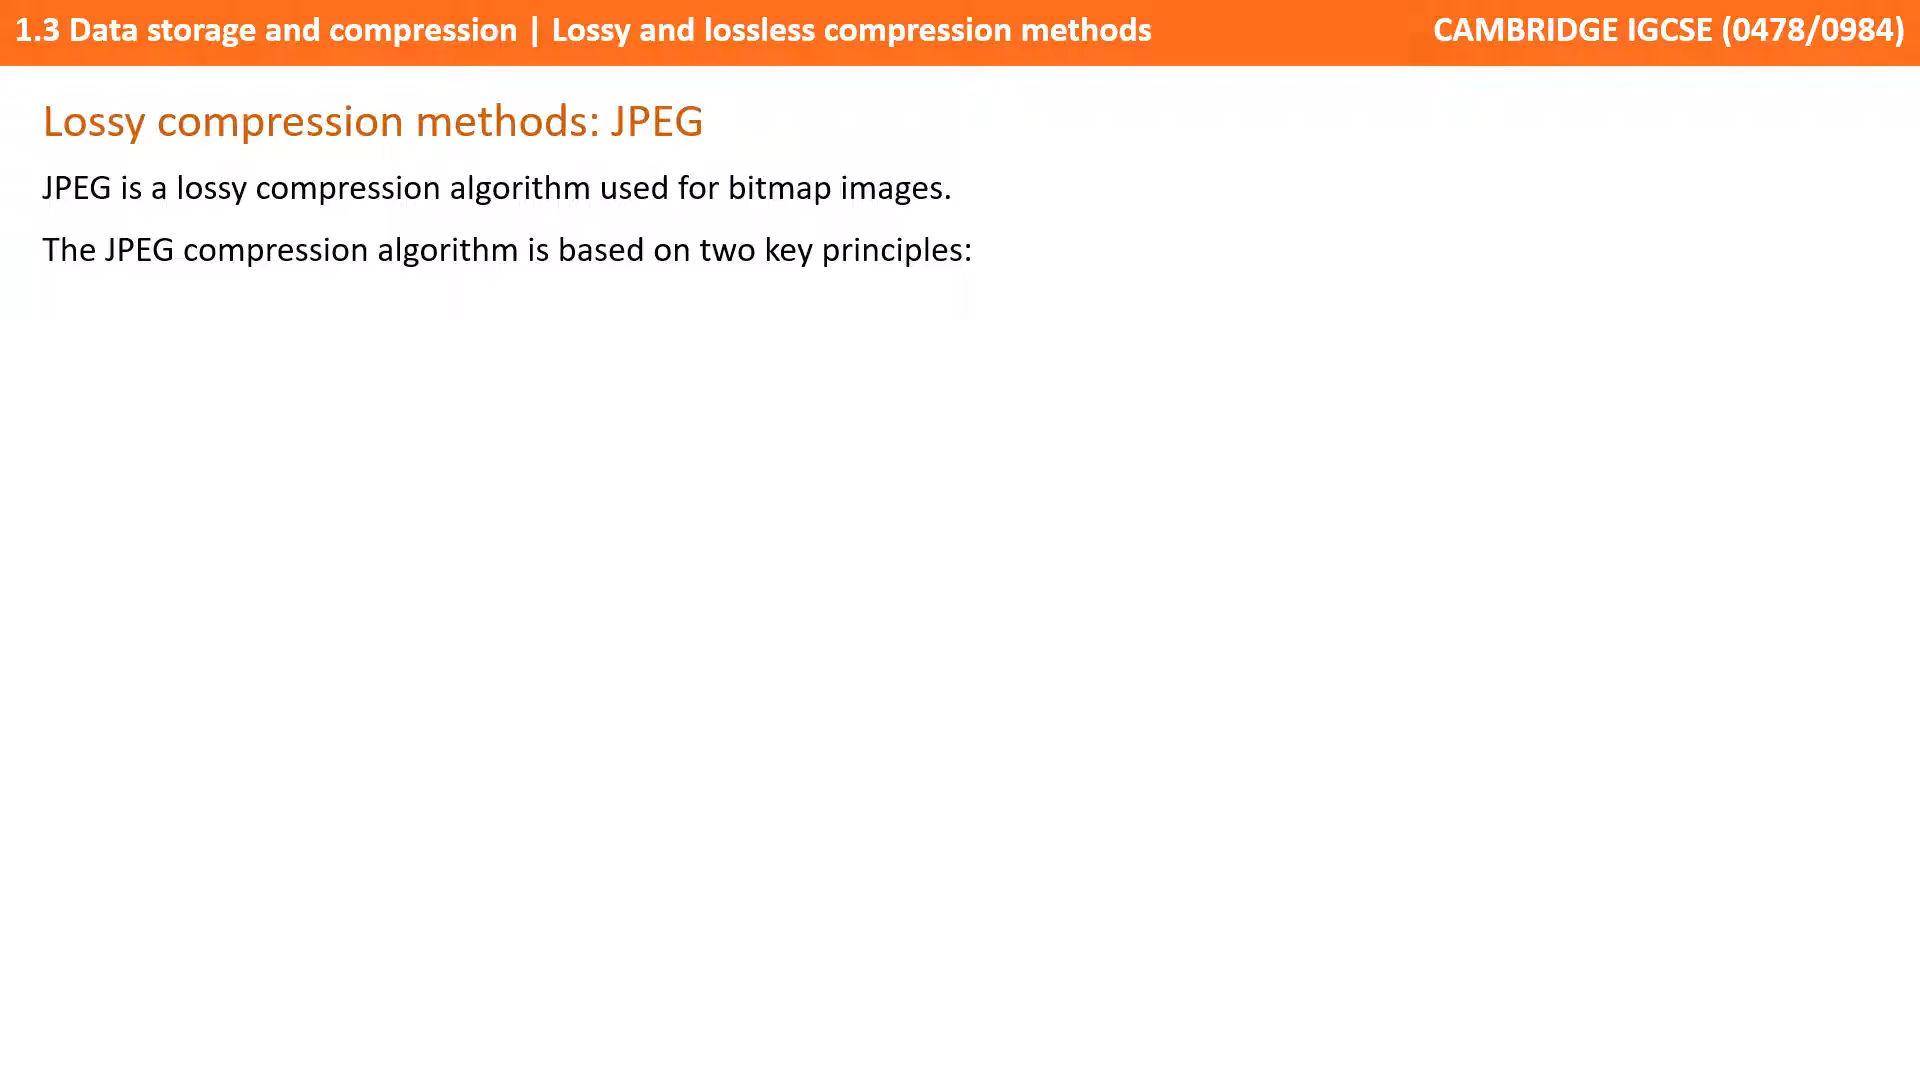 1.3 Data storage and compression | Lossy and lossless compression methods CAMBRIDGE IGCSE (0478/0984)
Lossy compression methods: JPEG
JPEG is a lossy compression algorithm used for bitmap images.
The JPEG compression algorithm is based on two key principles: